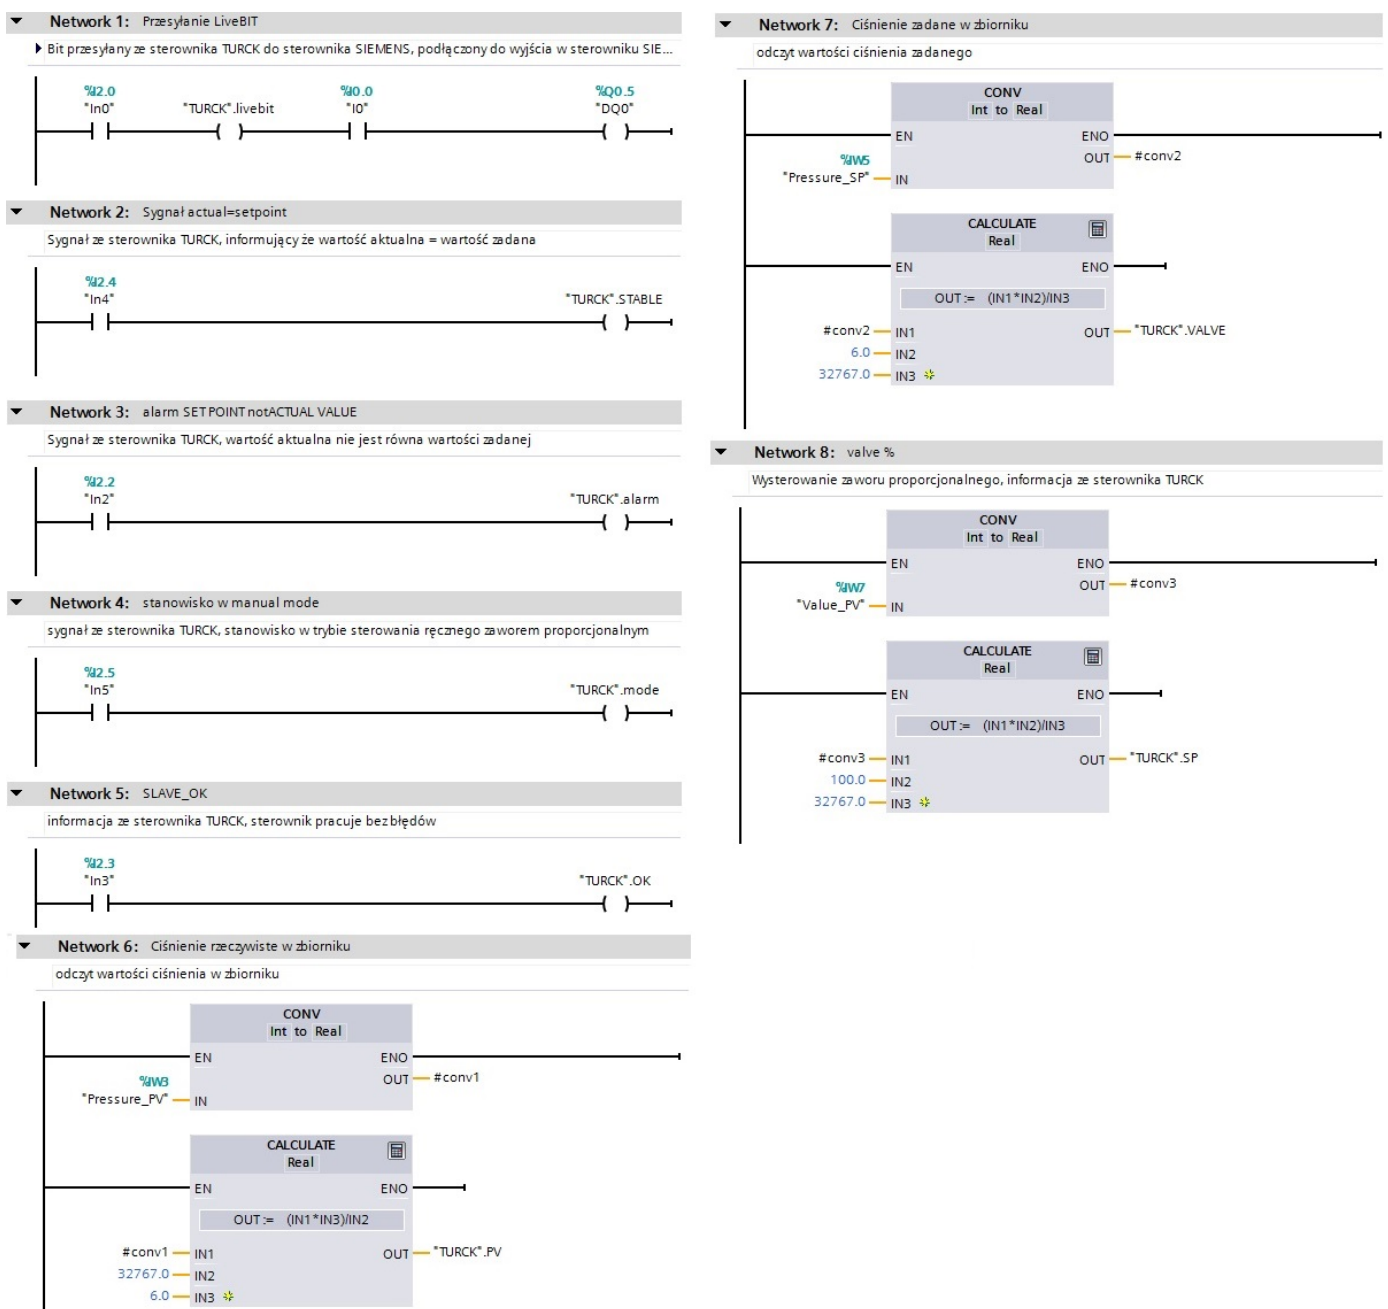 Network 1: Przesyłanie LiveBIT
Bit przesyłany ze sterownika TURCK do sterownika SIEMENS, podłączony do wyjścia w sterowniku SIE...
%I2.0 %I0.0 %Q0.5
"In0" "TURCK".livebit "I0" "DQ0"
Network 2: Sygnał actual=setpoint
Sygnał ze sterownika TURCK, informujący że wartość aktualna = wartość zadana
%I2.4
"In4" "TURCK".STABLE
Network 3: alarm SET POINT notACTUAL VALUE
Sygnał ze sterownika TURCK, wartość aktualna nie jest równa wartości zadanej
%I2.2
"In2" "TURCK".alarm
Network 4: stanowisko w manual mode
sygnał ze sterownika TURCK, stanowisko w trybie sterowania ręcznego zaworem proporcjonalnym
%I2.5
"In5" "TURCK".mode
Network 5: SLAVE_OK
informacja ze sterownika TURCK, sterownik pracuje bez błędów
%I2.3
"In3" "TURCK".OK
Network 6: Ciśnienie rzeczywiste w zbiorniku
odczyt wartości ciśnienia w zbiorniku
CONV
Int to Real
EN ENO
%IW3 OUT #conv1
"Pressure_PV" IN
CALCULATE
Real
EN ENO
OUT := (IN1*IN3)/IN2
#conv1 IN1 OUT "TURCK".PV
32767.0 IN2
6.0 IN3
Network 7: Ciśnienie zadane w zbiorniku
odczyt wartości ciśnienia zadanego
CONV
Int to Real
EN ENO
%IW5 OUT #conv2
"Pressure_SP" IN
CALCULATE
Real
EN ENO
OUT := (IN1*IN2)/IN3
#conv2 IN1 OUT "TURCK".VALVE
6.0 IN2
32767.0 IN3
Network 8: valve %
Wysterowanie zaworu proporcjonalnego, informacja ze sterownika TURCK
CONV
Int to Real
EN ENO
%IW7 OUT #conv3
"Value_PV" IN
CALCULATE
Real
EN ENO
OUT := (IN1*IN2)/IN3
#conv3 IN1 OUT "TURCK".SP
100.0 IN2
32767.0 IN3